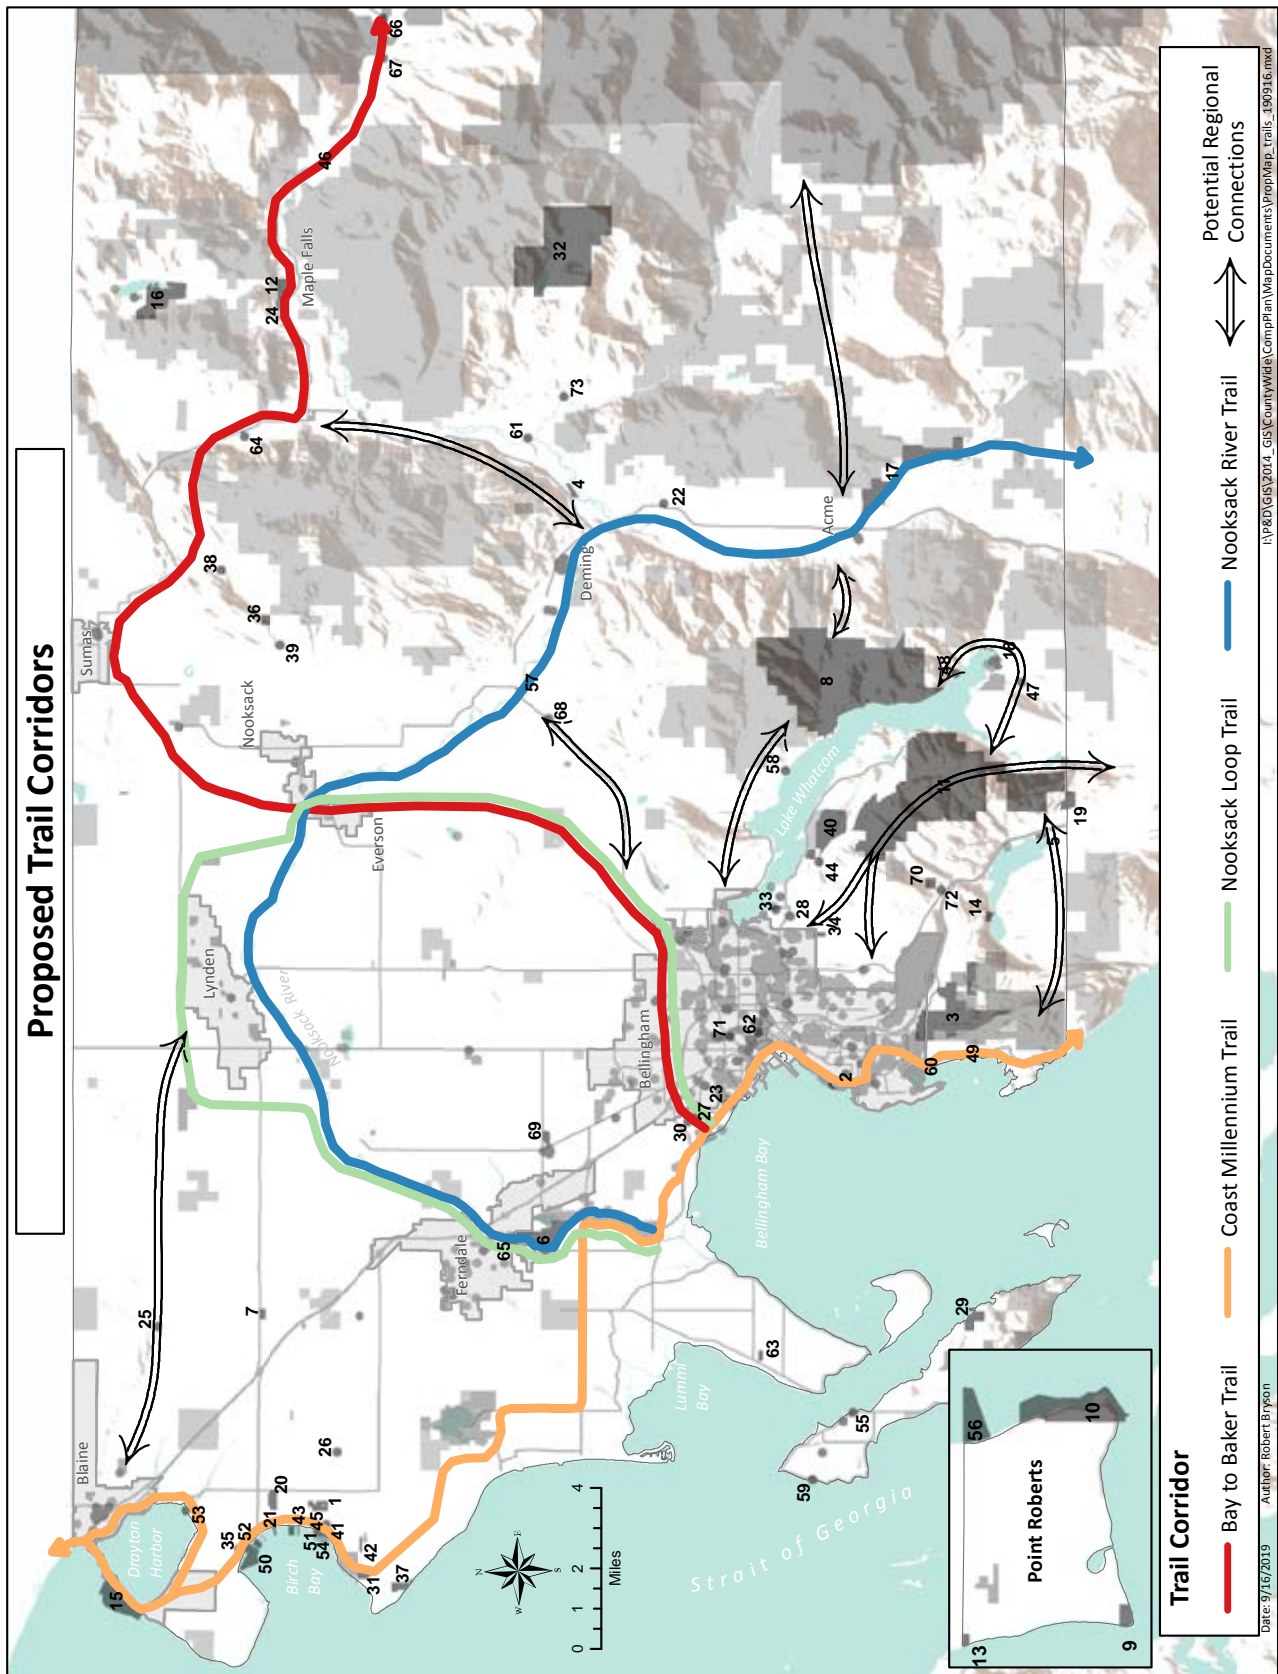 Proposed Trail Corridors
Blaine
Sumas
Drayton
Harbor
15
53
25
35
52
50
21
20
43
51
45
1
54
41
42
31
37
26
Birch
Bay
7
Lynden
Nooksack
Everson
Nooksack River
38
36
39
64
16
24
12
Maple Falls
46
67
66
Ferndale
65
6
69
57
68
Deming
4
61
73
32
22
Bellingham
30
27
23
71
62
33
28
34
44
40
58
Lake Whatcom
8
Acme
17
48
18
47
11
70
72
14
5
19
3
2
60
49
Bellingham Bay
Lummi
Bay
63
29
55
59
Strait of Georgia
N
E
S
W
0
1
2
4
Miles
Point Roberts
13
9
56
10
Trail Corridor
Bay to Baker Trail
Coast Millennium Trail
Nooksack Loop Trail
Nooksack River Trail
Potential Regional
Connections
Date: 9/16/2019
Author: Robert Bryson
I:\P&D\GIS\2014_GIS\CountyWide\CompPlan\MapDocuments\PropMap_trails_190916.mxd